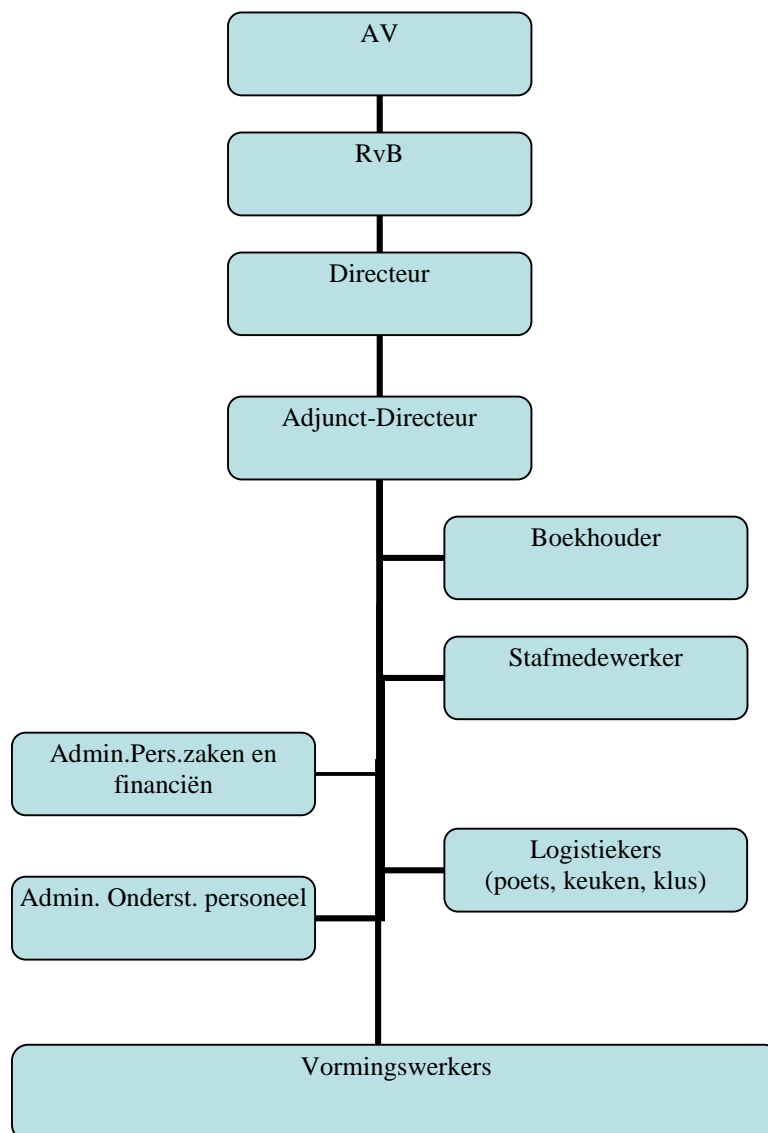 AV
RvB
Directeur
Adjunct-Directeur
Boekhouder
Stafmedewerker
Admin.Pers.zaken en
financiën
Logistiekers
(poets, keuken, klus)
Admin. Onderst. personeel
Vormingswerkers